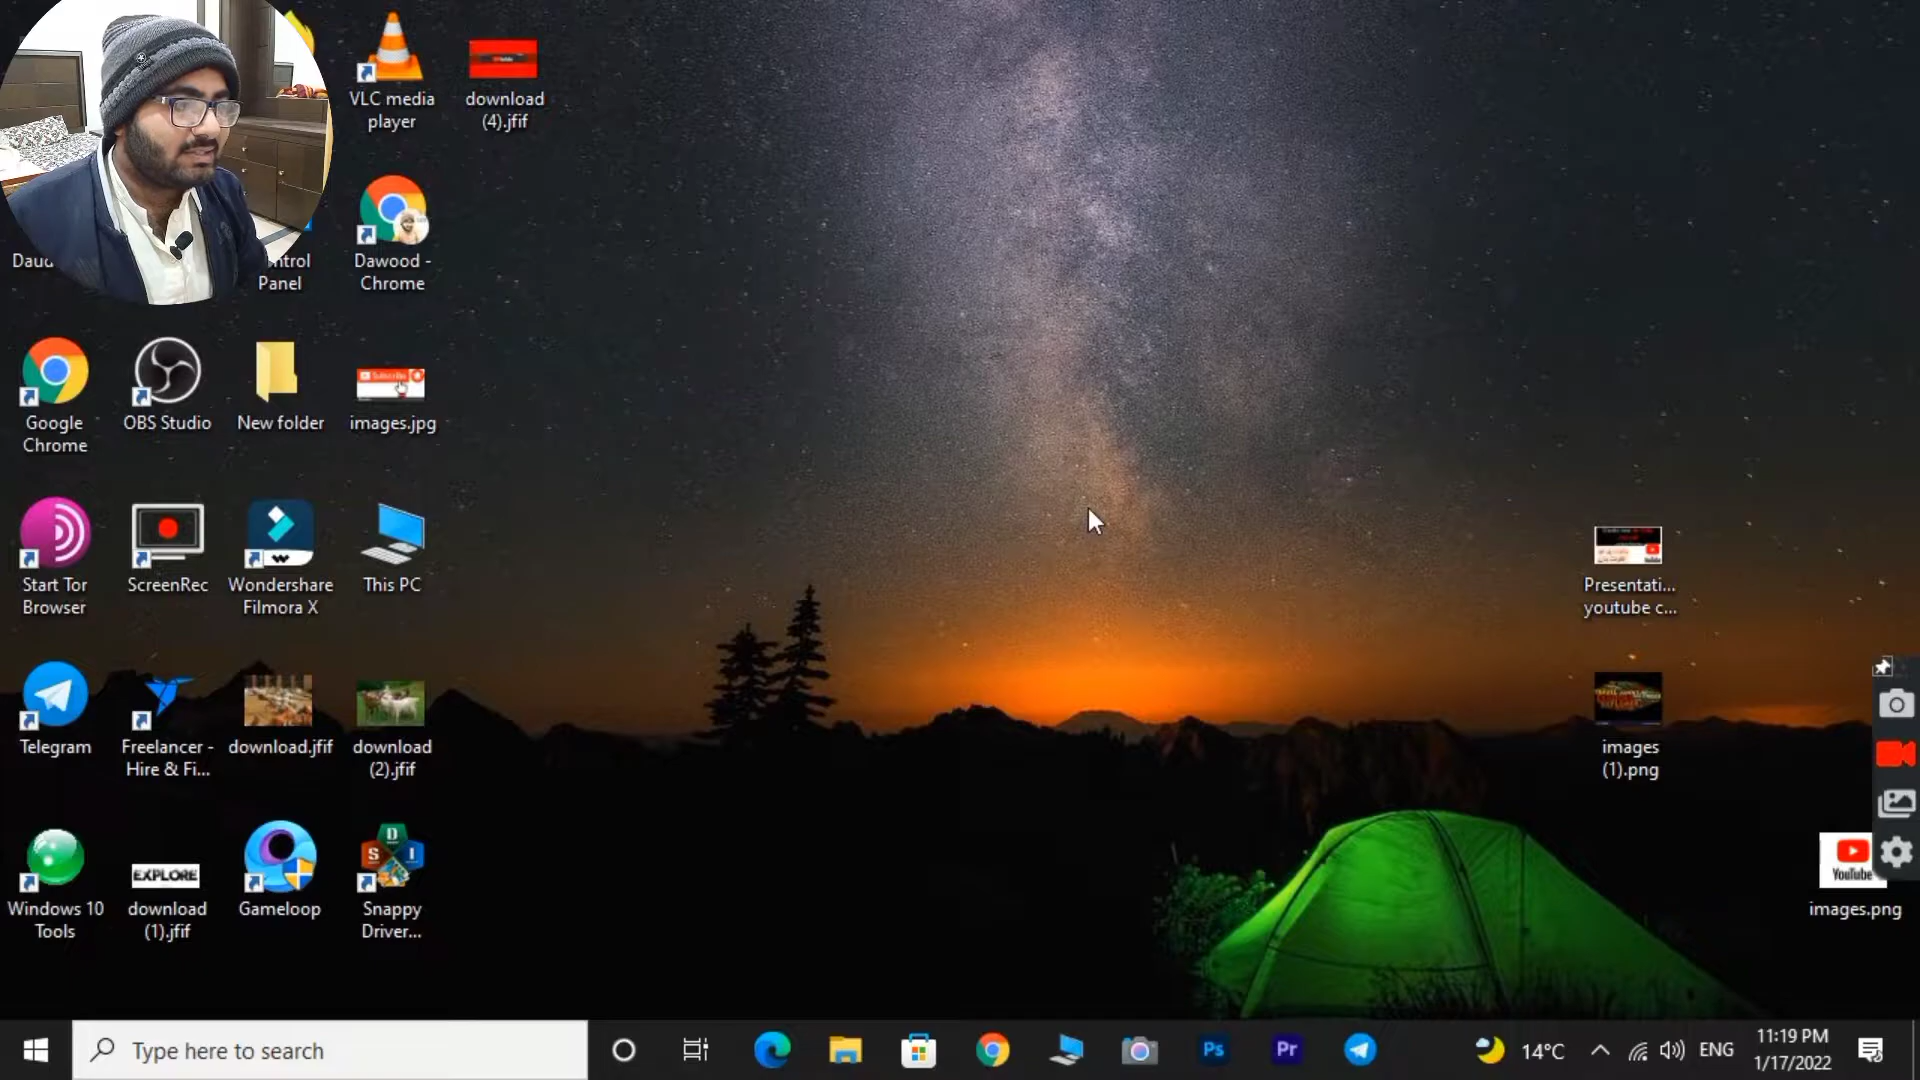 VLC media
player
download
(4).jfif
Dawood -
Chrome
Panel
Google
Chrome
OBS Studio
New folder
images.jpg
Start Tor
Browser
ScreenRec
Wondershare
Filmora X
This PC
Presentati...
youtube c...
Telegram
Freelancer -
Hire & Fi...
download.jfif
download
(2).jfif
images
(1).png
D
S I
EXPLORE
YouTube
Windows 10
Tools
download
(1).jfif
Gameloop
Snappy
Driver...
images.png
Type here to search
Ps
Pr
14°C
ENG
11:19 PM
1/17/2022